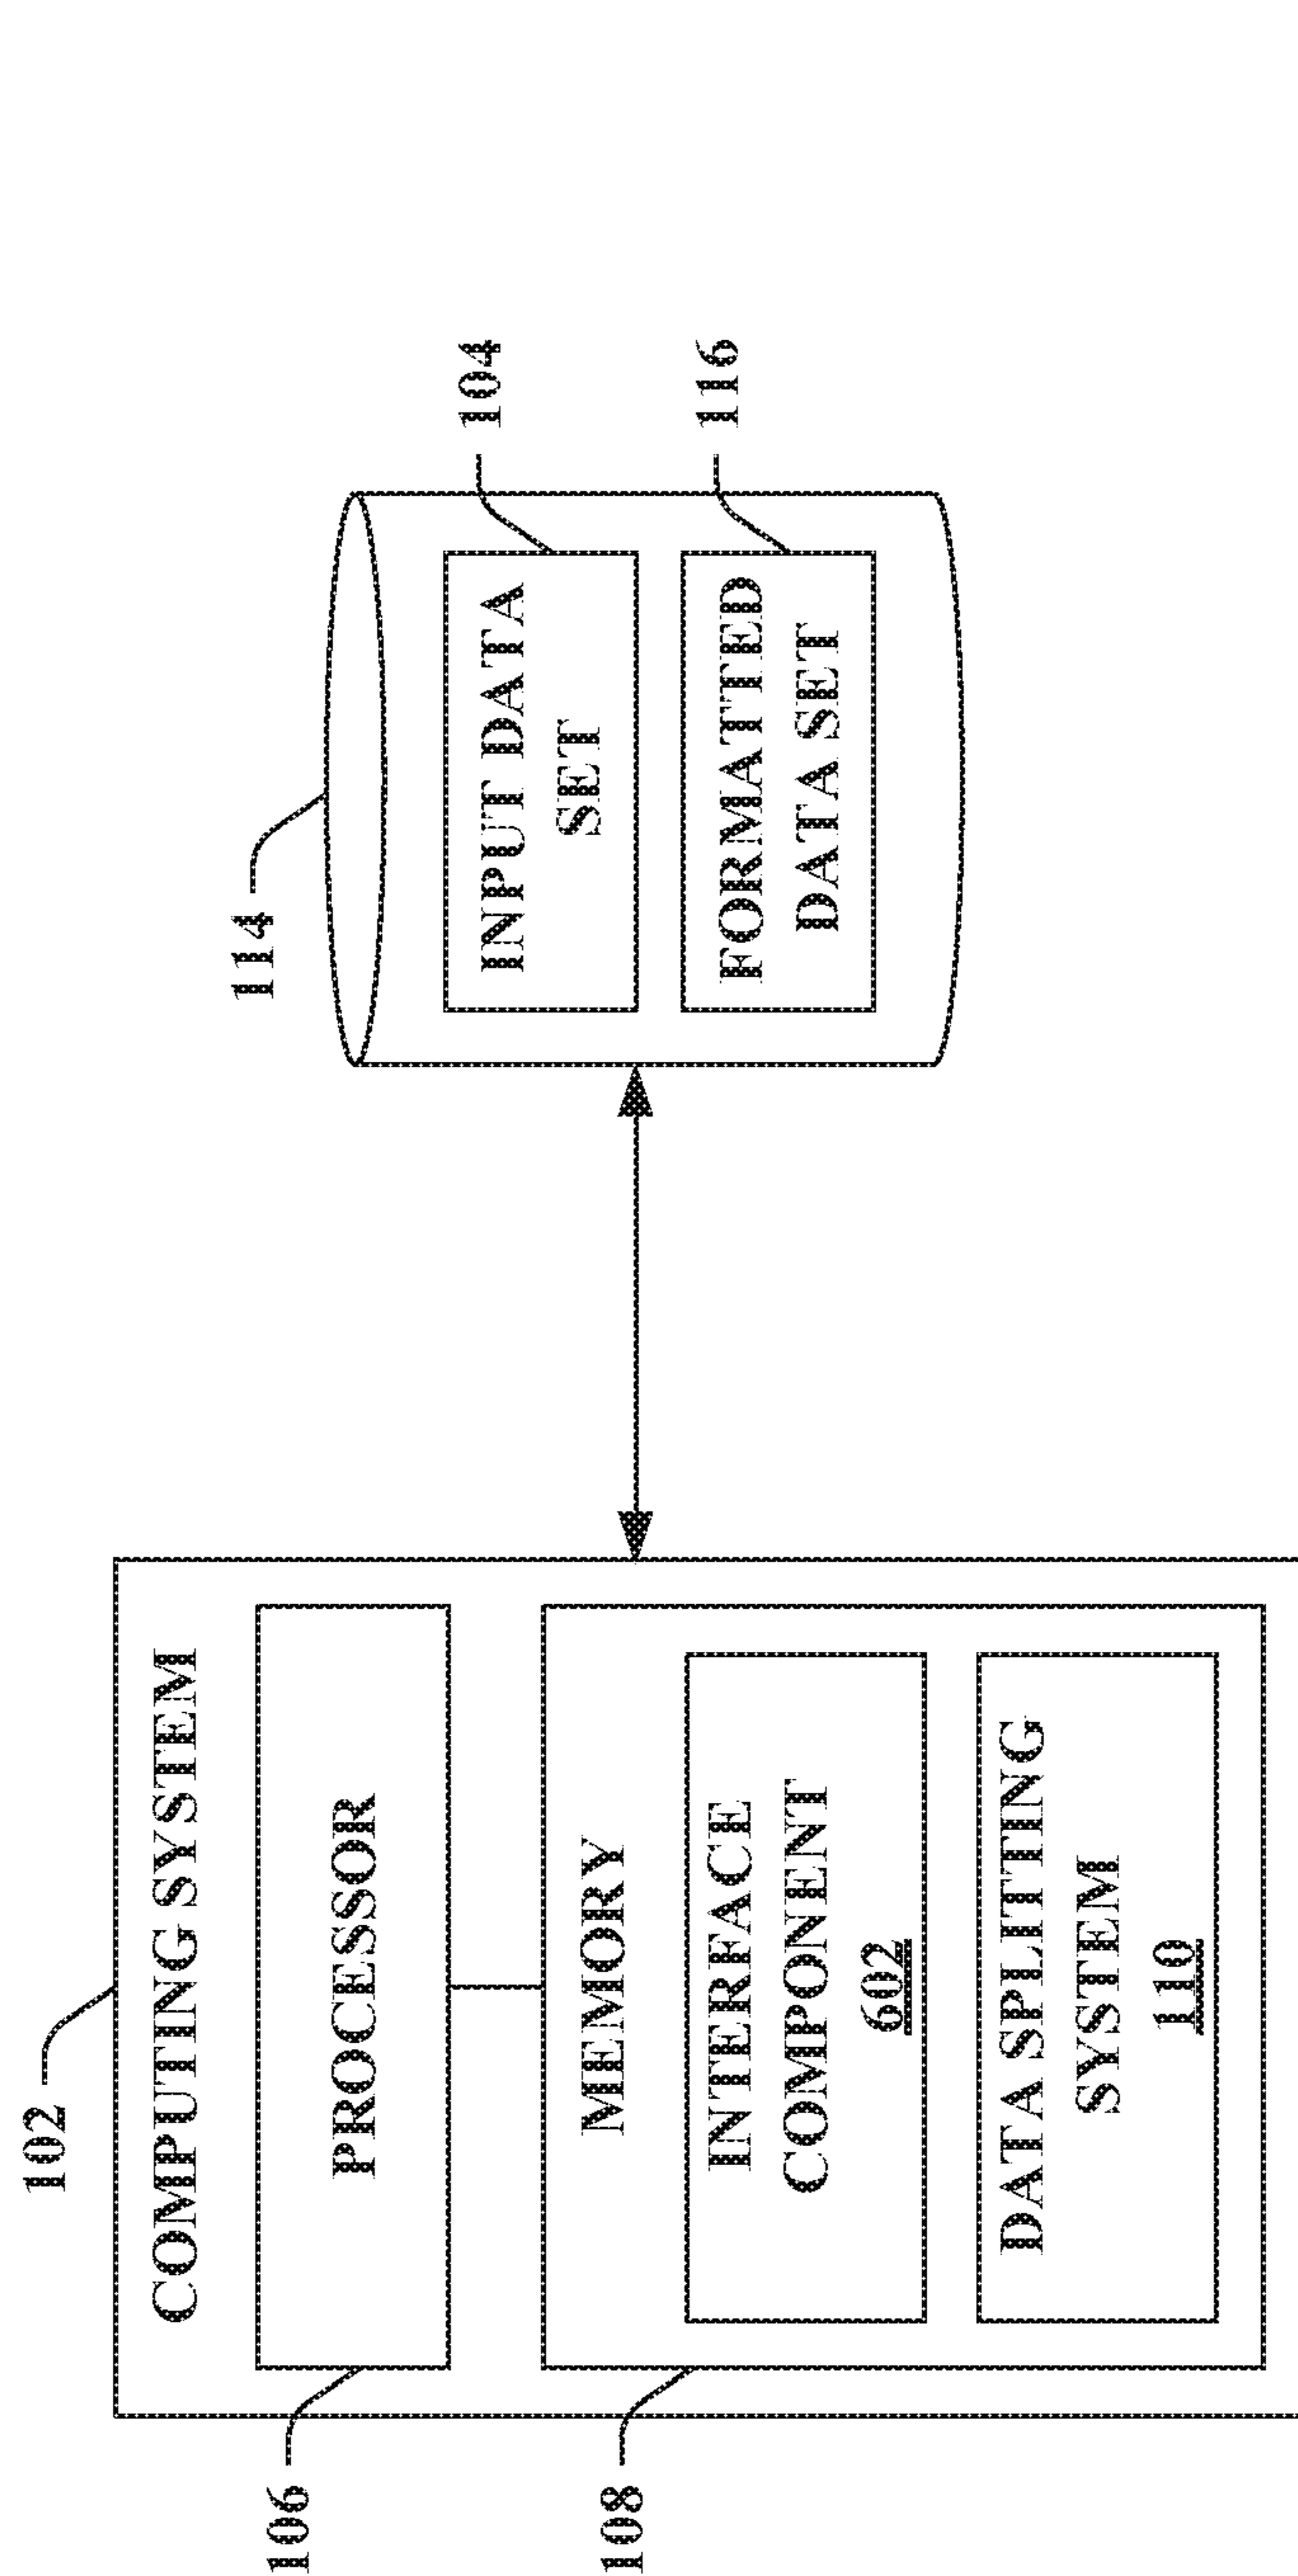 102
COMPUTING SYSTEM
106
PROCESSOR
108
MEMORY
INTERFACE
COMPONENT
602
DATA SPLITTING
SYSTEM
110
114
104
INPUT DATA
SET
116
FORMATTED
DATA SET